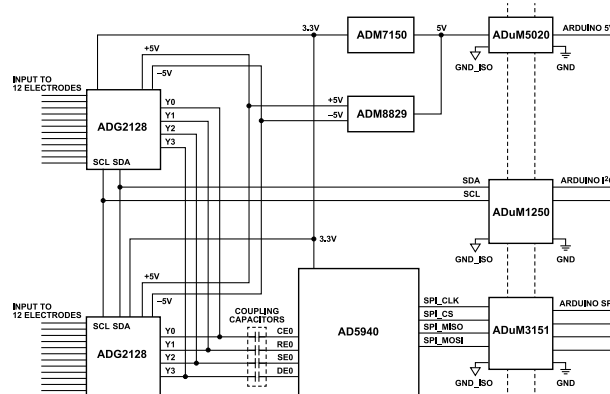 3.3V
ADM7150
5V
ADuM5020
ARDUINO 5V
+5V
–5V
GND_ISO
GND
INPUT TO
12 ELECTRODES
ADG2128
Y0
Y1
Y2
Y3
+5V
–5V
ADM8829
SCL SDA
SDA
SCL
ADuM1250
ARDUINO I²C
GND_ISO
GND
3.3V
+5V
–5V
INPUT TO
12 ELECTRODES
SCL SDA
ADG2128
Y0
Y1
Y2
Y3
COUPLING
CAPACITORS
CE0
RE0
SE0
DE0
AD5940
SPI_CLK
SPI_CS
SPI_MISO
SPI_MOSI
ADuM3151
ARDUINO SP
GND_ISO
GND